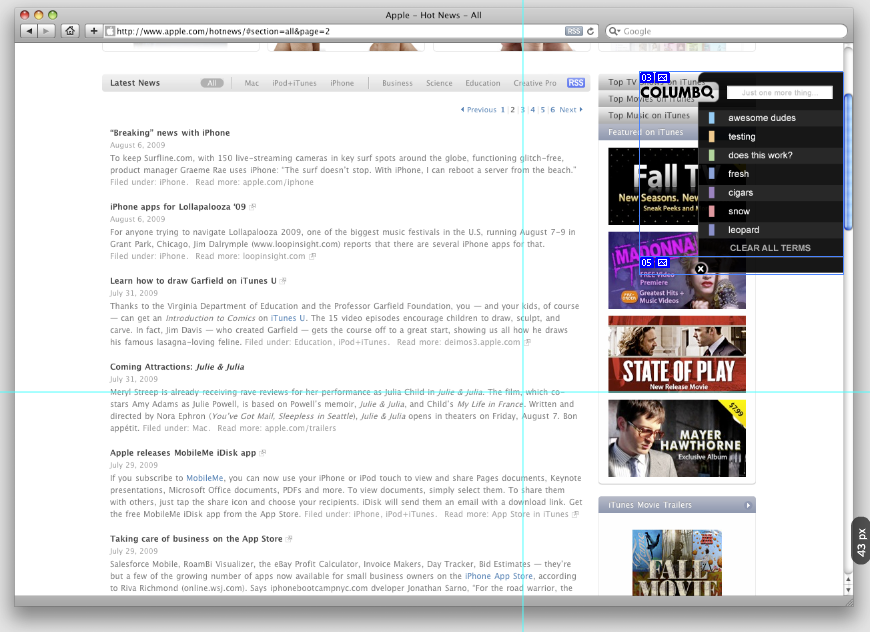 Apple – Hot News – All
http://www.apple.com/hotnews/#section=all&page=2
RSS
Google
Latest News
All
Mac
iPod+iTunes
iPhone
Business
Science
Education
Creative Pro
RSS
Previous 1 | 2 | 3 | 4 | 5 | 6 Next
"Breaking" news with iPhone
August 6, 2009
To keep Surfline.com, with 150 live-streaming cameras in key surf spots around the globe, functioning glitch-free,
product manager Graeme Rae uses iPhone: "The surf doesn't stop. With iPhone, I can reboot a server from the beach."
Filed under: iPhone. Read more: apple.com/iphone
iPhone apps for Lollapalooza '09
August 6, 2009
For anyone trying to navigate Lollapalooza 2009, one of the biggest music festivals in the U.S, running August 7-9 in
Grant Park, Chicago, Jim Dalrymple (www.loopinsight.com) reports that there are several iPhone apps for that.
Filed under: iPhone. Read more: loopinsight.com
Learn how to draw Garfield on iTunes U
July 31, 2009
Thanks to the Virginia Department of Education and the Professor Garfield Foundation, you — and your kids, of course
— can get an Introduction to Comics on iTunes U. The 15 video episodes encourage children to draw, sculpt, and
carve. In fact, Jim Davis — who created Garfield — gets the course off to a great start, showing us all how he draws
his famous lasagna-loving feline. Filed under: Education, iPod+iTunes. Read more: deimos3.apple.com
Coming Attractions: Julie & Julia
July 31, 2009
Meryl Streep is already receiving rave reviews for her performance as Julia Child in Julie & Julia. The film, which co-
stars Amy Adams as Julie Powell, is based on Powell's memoir, Julie & Julia, and Child's My Life in France. Written and
directed by Nora Ephron (You've Got Mail, Sleepless in Seattle), Julie & Julia opens in theaters on Friday, August 7. Bon
appétit. Filed under: Mac. Read more: apple.com/trailers
Apple releases MobileMe iDisk app
July 29, 2009
If you subscribe to MobileMe, you can now use your iPhone or iPod touch to view and share Pages documents, Keynote
presentations, Microsoft Office documents, PDFs and more. To view documents, simply select them. To share them
with others, just tap the share icon and choose your recipients. iDisk will send them an email with a download link. Get
the free MobileMe iDisk app from the App Store. Filed under: iPhone, iPod+iTunes. Read more: App Store in iTunes
Taking care of business on the App Store
July 29, 2009
Salesforce Mobile, RoamBi Visualizer, the eBay Profit Calculator, Invoice Makers, Day Tracker, Bid Estimates — they're
but a few of the growing number of apps now available for small business owners on the iPhone App Store, according
to Riva Richmond (online.wsj.com). Says iphonebootcampnyc.com dveloper Jonathan Sarno, "For the road warrior, the
Top TV on iTunes
Top Movies on iTunes
Top Music on iTunes
Featured on iTunes
03
COLUMBO
Just one more thing...
awesome dudes
testing
does this work?
fresh
cigars
snow
leopard
CLEAR ALL TERMS
05
Fall T
New Seasons. New
Sneak Peeks and
MADONNA
FREE Video
Premiere
Greatest Hits +
Music Videos
STATE OF PLAY
New Release Movie
$7.99
MAYER
HAWTHORNE
Exclusive Album
iTunes Movie Trailers
FALL
MOVIE
43 px